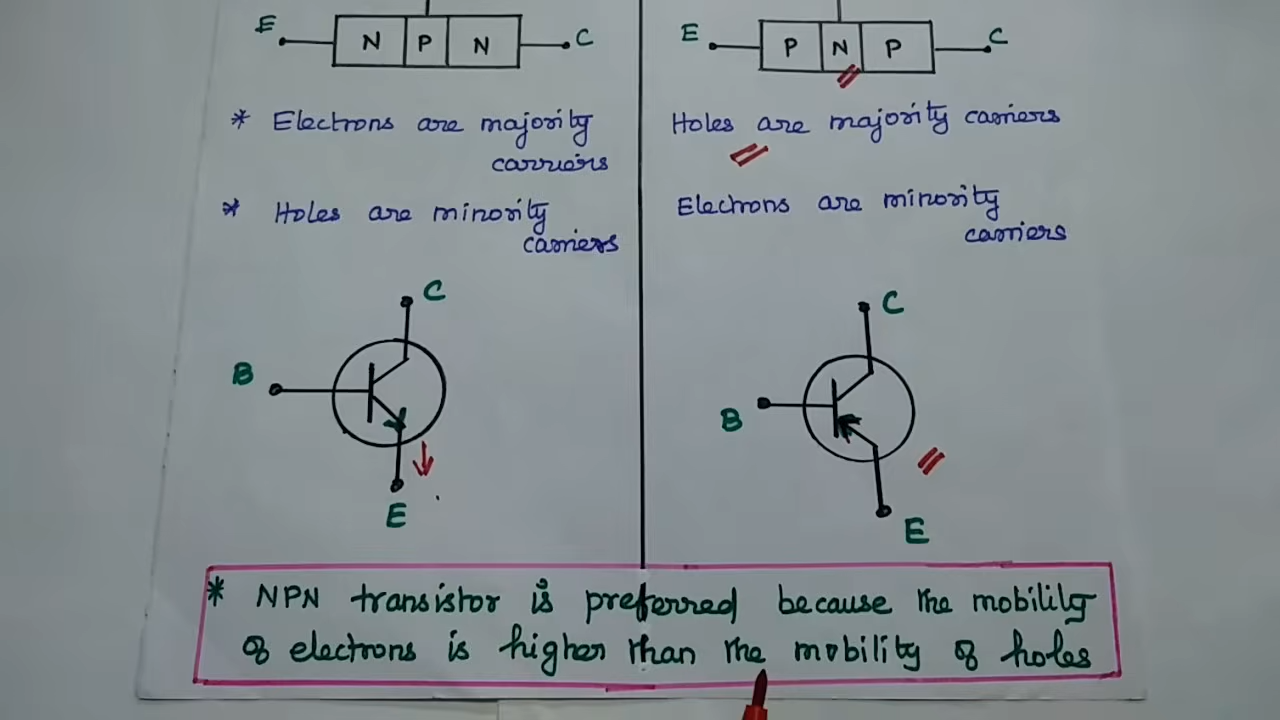 E N P N C
* Electrons are majority
carriers
* Holes are minority
carriers
C
B
E
E P N P C
Holes are majority carriers
Electrons are minority
carriers
C
B
E
* NPN transistor is preferred because the mobility
of electrons is higher than the mobility of holes